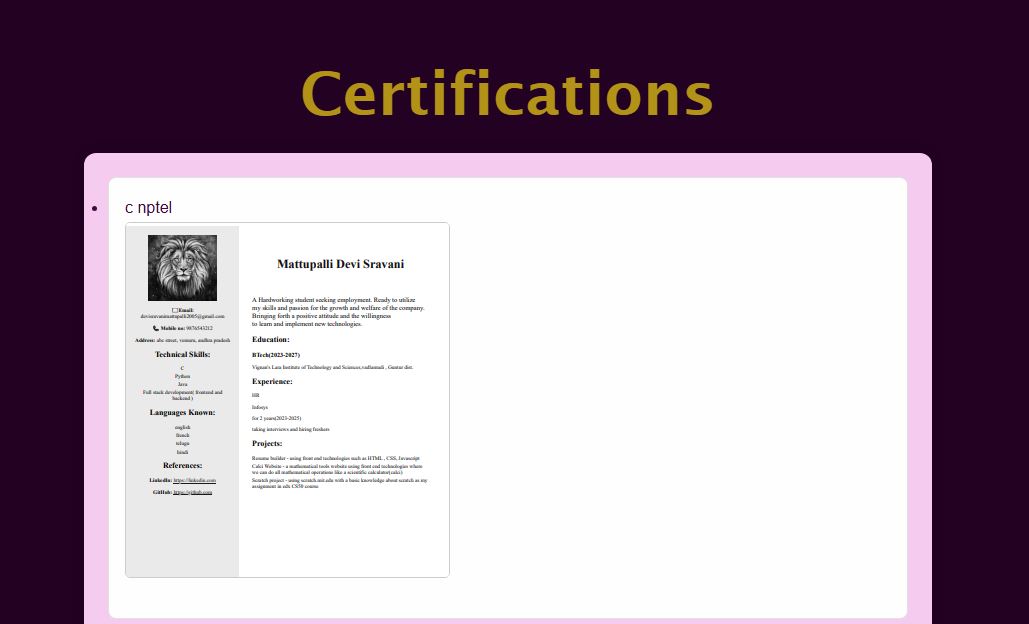 Certifications
c nptel
Email:
devisravanimattupalli2005@gmail.com
Mobile no: 9876543212
Address: abc street, vemuru, andhra pradesh
Technical Skills:
C
Python
Java
Full stack development( frontend and
backend )
Languages Known:
english
french
telugu
hindi
References:
LinkedIn: https://linkedin.com
GitHub: https://github.com
Mattupalli Devi Sravani
A Hardworking student seeking employment. Ready to utilize
my skills and passion for the growth and welfare of the company.
Bringing forth a positive attitude and the willingness
to learn and implement new technologies.
Education:
BTech(2023-2027)
Vignan's Lara Institute of Technology and Sciences,vadlamudi , Guntur dist.
Experience:
HR
Infosys
for 2 years(2023-2025)
taking interviews and hiring freshers
Projects:
Resume builder - using front end technologies such as HTML , CSS, Javascript
Calci Website - a mathematical tools website using front end technologies where
we can do all mathematical operations like a scientific calculator(calci)
Scratch project - using scratch.mit.edu with a basic knowledge about scratch as my
assignment in edx CS50 course